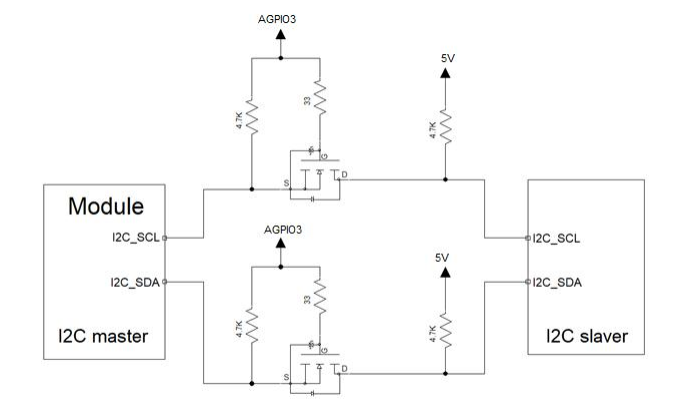 AGPIO3
5V
4.7K
33
4.7K
G
S
D
Module
I2C_SCL
I2C_SCL
AGPIO3
I2C_SDA
I2C_SDA
5V
33
4.7K
4.7K
I2C master
I2C slaver
G
S
D